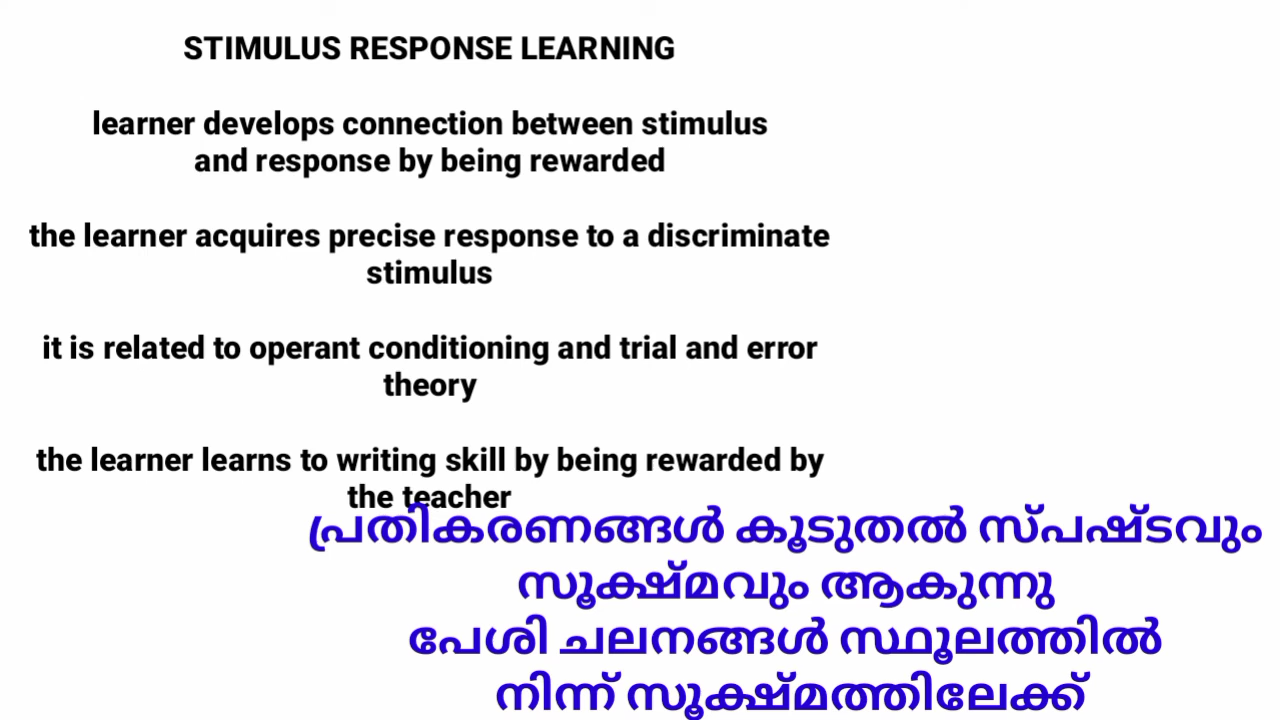 STIMULUS RESPONSE LEARNING
learner develops connection between stimulus
and response by being rewarded
the learner acquires precise response to a discriminate
stimulus
it is related to operant conditioning and trial and error
theory
the learner learns to writing skill by being rewarded by
the teacher
പ്രതികരണങ്ങൾ കൂടുതൽ സ്പഷ്ടവും
സൂക്ഷ്മവും ആകുന്നു
പേശി ചലനങ്ങൾ സ്ഥൂലത്തിൽ
നിന്ന് സൂക്ഷ്മത്തിലേക്ക്